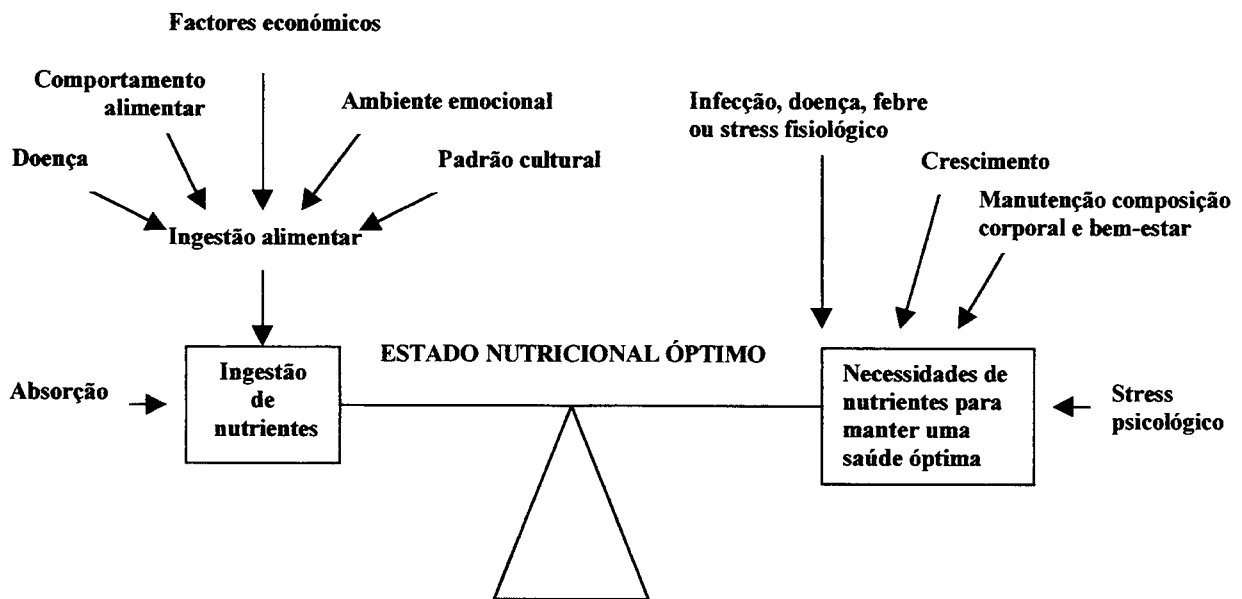 Factores económicos
Comportamento
alimentar
Ambiente emocional
Doença
Padrão cultural
Ingestão alimentar
Infecção, doença, febre
ou stress fisiológico
Crescimento
Manutenção composição
corporal e bem-estar
ESTADO NUTRICIONAL ÓPTIMO
Absorção
Ingestão
de
nutrientes
Necessidades de
nutrientes para
manter uma
saúde óptima
Stress
psicológico